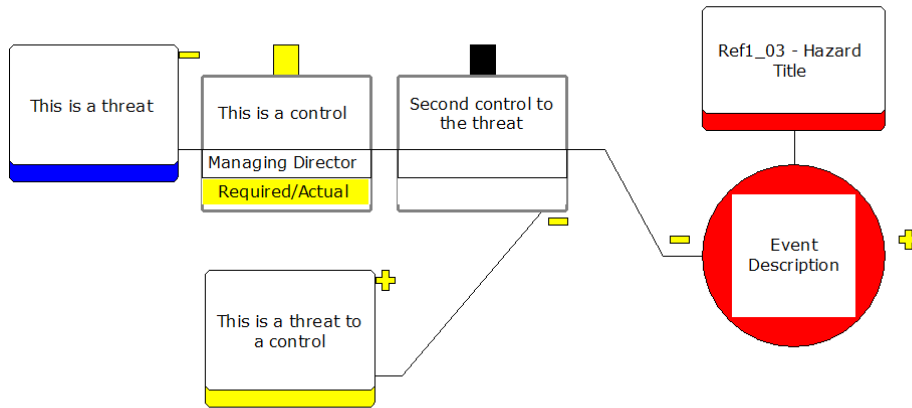 This is a threat
This is a control
Managing Director
Required/Actual
Second control to
the threat
Ref1_03 - Hazard
Title
Event
Description
This is a threat to
a control